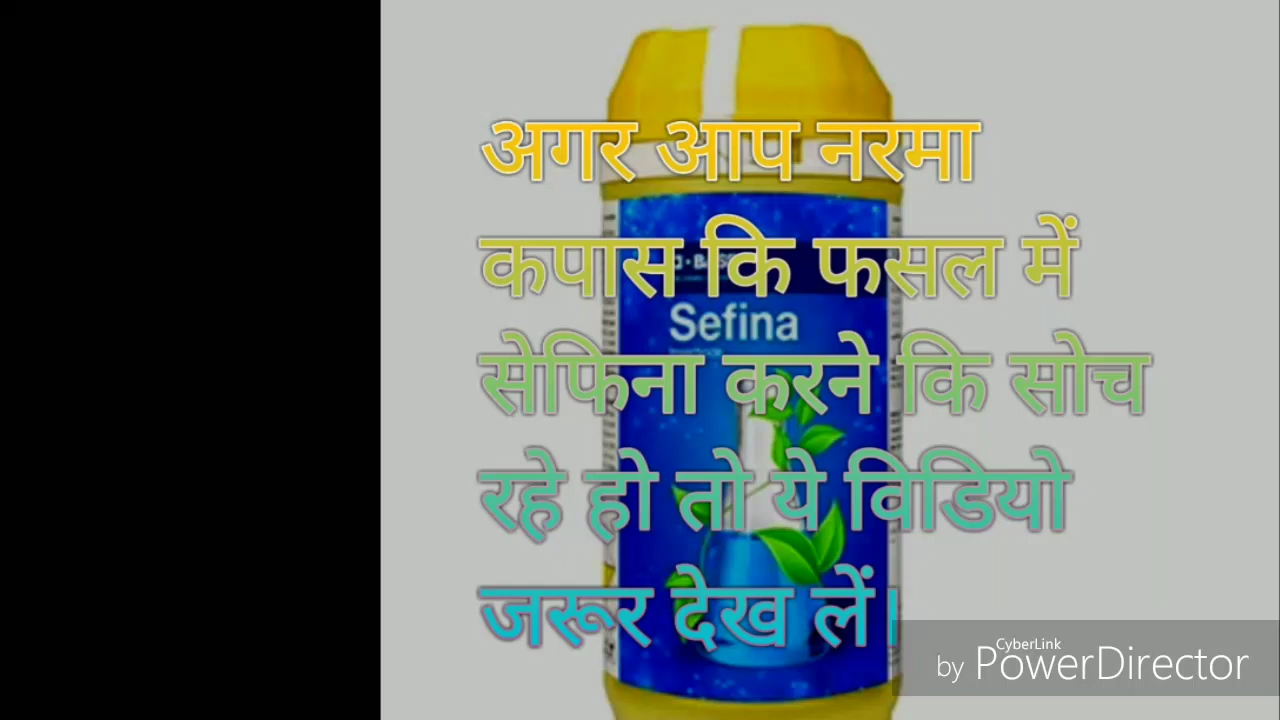 अगर आप नरमा
कपास कि फसल में
Sefina
सेफिना करने कि सोच
रहे हो तो ये विडियो
जरूर देख लें।
CyberLink
by PowerDirector